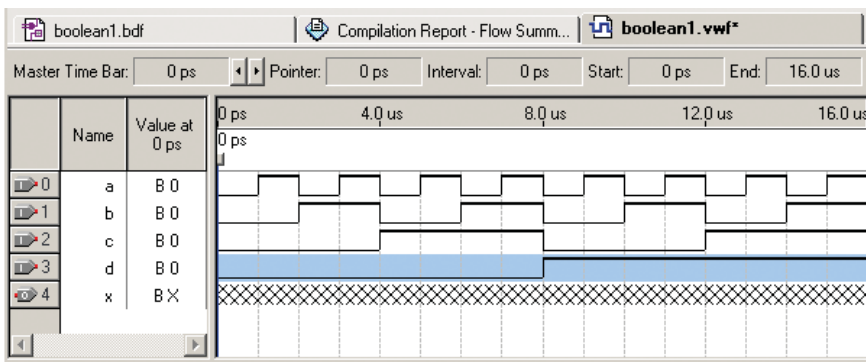 boolean1.bdf Compilation Report - Flow Summ... boolean1.vwf*
Master Time Bar: 0 ps Pointer: 0 ps Interval: 0 ps Start: 0 ps End: 16.0 us
Name Value at 0 ps
0 ps 4.0 us 8.0 us 12.0 us 16.0 us
0 ps
0 a B 0
1 b B 0
2 c B 0
3 d B 0
4 x B X